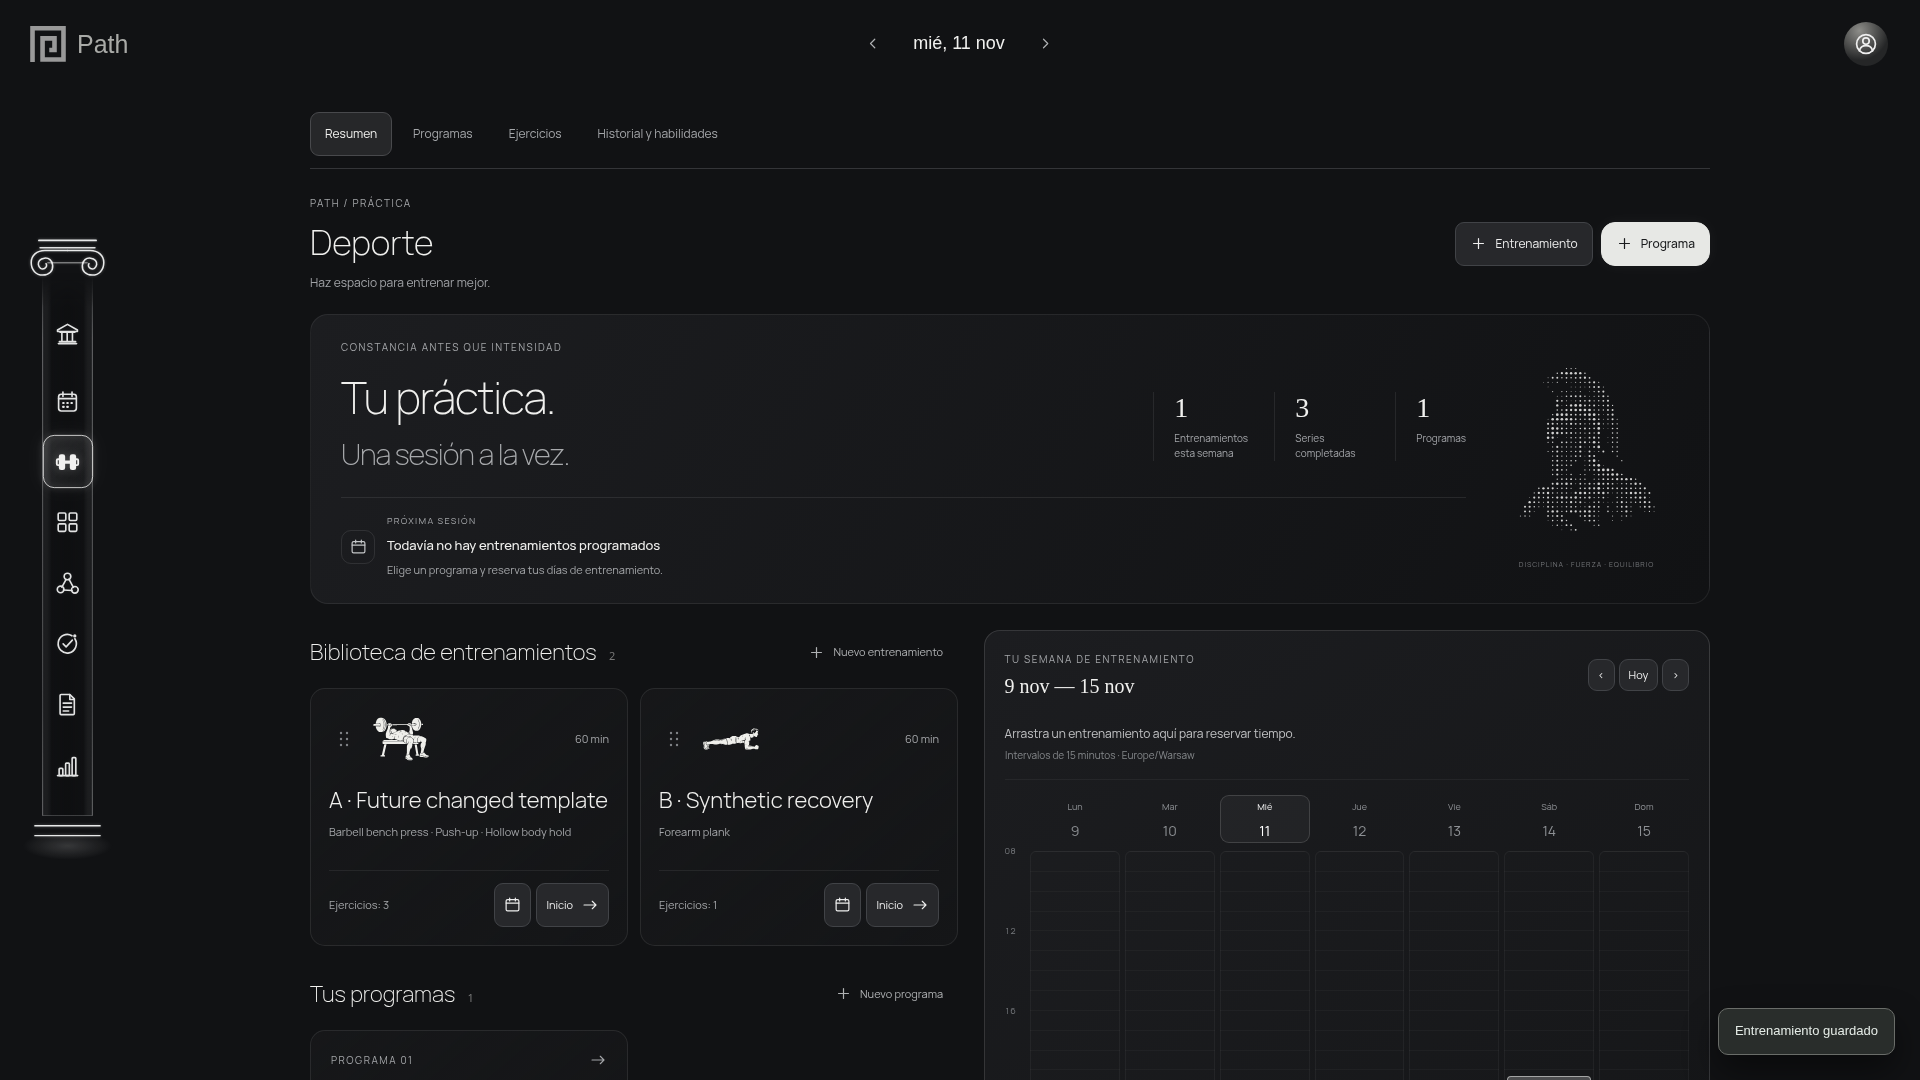 Path
mié, 11 nov
Resumen
Programas
Ejercicios
Historial y habilidades
PATH / PRÁCTICA
Deporte
Haz espacio para entrenar mejor.
Entrenamiento
Programa
CONSTANCIA ANTES QUE INTENSIDAD
Tu práctica.
Una sesión a la vez.
1
Entrenamientos
esta semana
3
Series
completadas
1
Programas
PRÓXIMA SESIÓN
Todavía no hay entrenamientos programados
Elige un programa y reserva tus días de entrenamiento.
DISCIPLINA · FUERZA · EQUILIBRIO
Biblioteca de entrenamientos 2
Nuevo entrenamiento
60 min
A · Future changed template
Barbell bench press · Push-up · Hollow body hold
Ejercicios: 3
Inicio
60 min
B · Synthetic recovery
Forearm plank
Ejercicios: 1
Inicio
Tus programas 1
Nuevo programa
PROGRAMA 01
TU SEMANA DE ENTRENAMIENTO
9 nov — 15 nov
Hoy
Arrastra un entrenamiento aquí para reservar tiempo.
Intervalos de 15 minutos · Europe/Warsaw
Lun Mar Mié Jue Vie Sáb Dom
9 10 11 12 13 14 15
08
12
16
Entrenamiento guardado